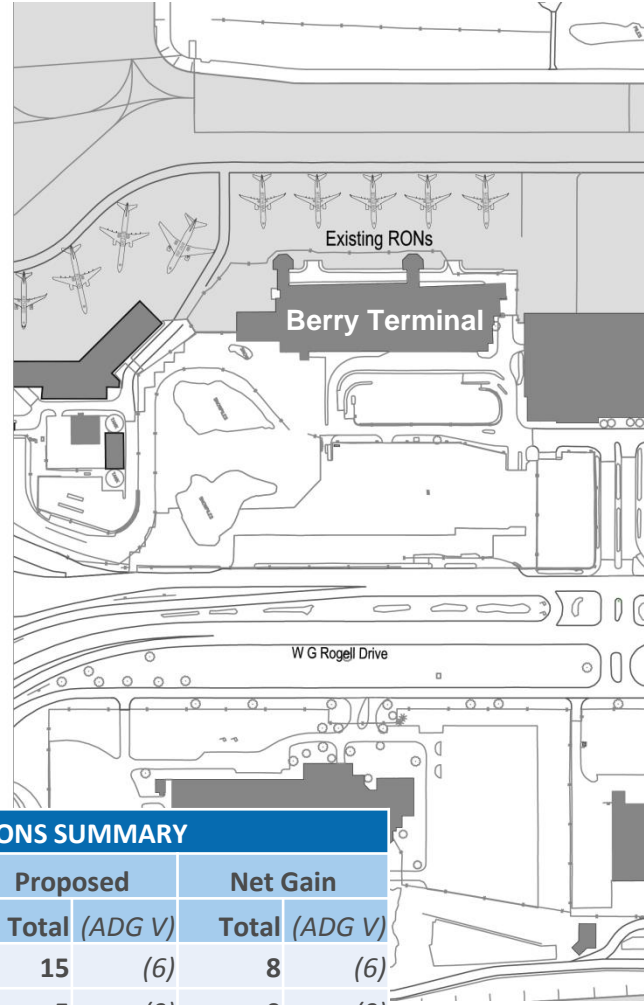 Existing RONs
Berry Terminal
W G Rogell Drive
ONS SUMMARY
Proposed Net Gain
Total (ADG V) Total (ADG V)
15 (6) 8 (6)